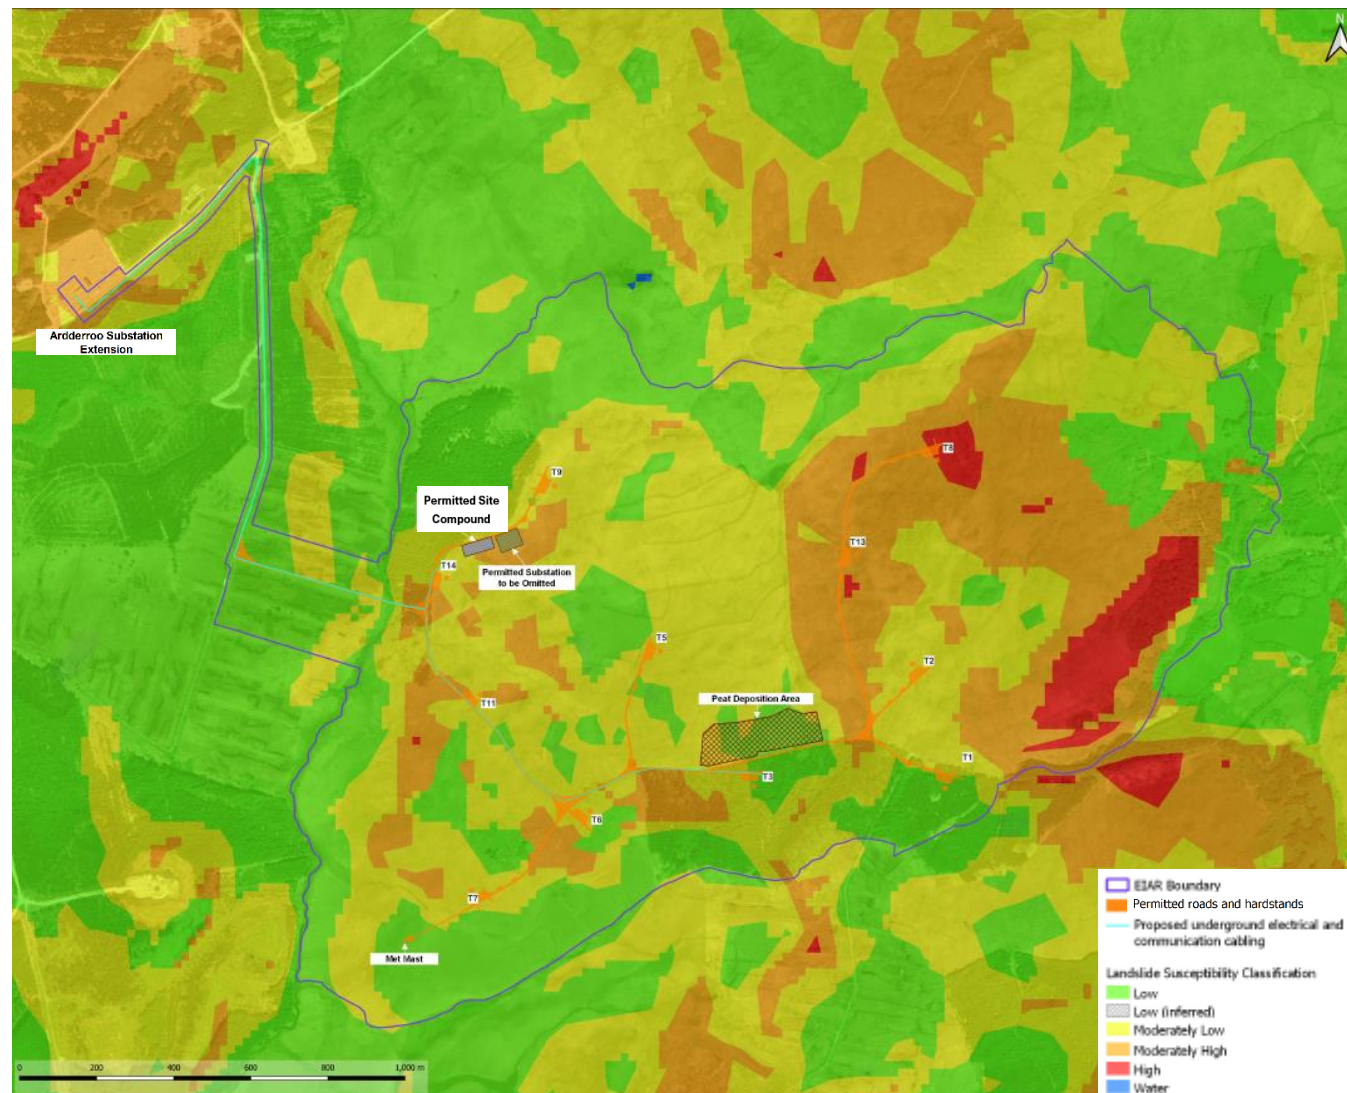 N
Ardderroo Substation
Extension
T9
T8
Permitted Site
Compound
T13
T14
Permitted Substation
to be Omitted
T5
T2
Peat Deposition Area
T11
T1
T3
T6
T7
Met Mast
EIAR Boundary
Permitted roads and hardstands
Proposed underground electrical and
communication cabling
Landslide Susceptibility Classification
Low
Low (inferred)
Moderately Low
Moderately High
High
Water
0 200 400 600 800 1,000 m